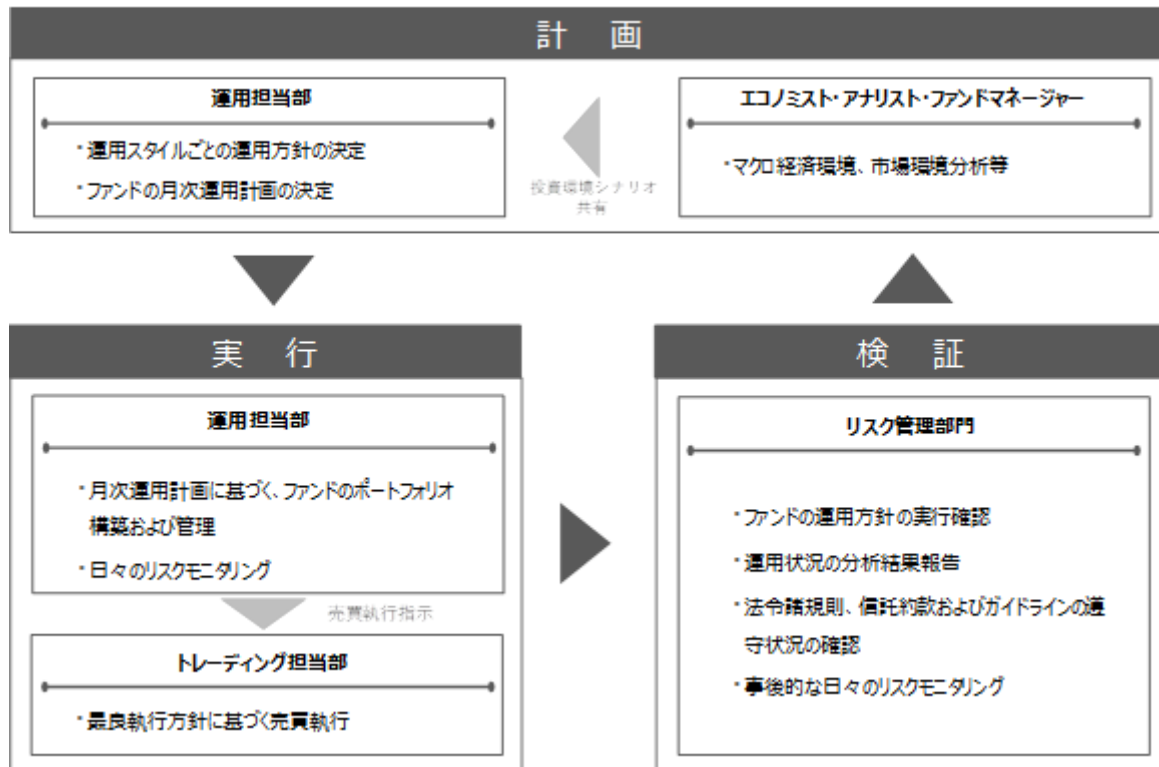 計 画
運用担当部
・運用スタイルごとの運用方針の決定
・ファンドの月次運用計画の決定
投資環境シナリオ
共有
エコノミスト・アナリスト・ファンドマネージャー
・マクロ経済環境、市場環境分析等
実 行
運用担当部
・月次運用計画に基づく、ファンドのポートフォリオ
構築および管理
・日々のリスクモニタリング
売買執行指示
トレーディング担当部
・最良執行方針に基づく売買執行
検 証
リスク管理部門
・ファンドの運用方針の実行確認
・運用状況の分析結果報告
・法令諸規則、信託約款およびガイドラインの遵
守状況の確認
・事後的な日々のリスクモニタリング